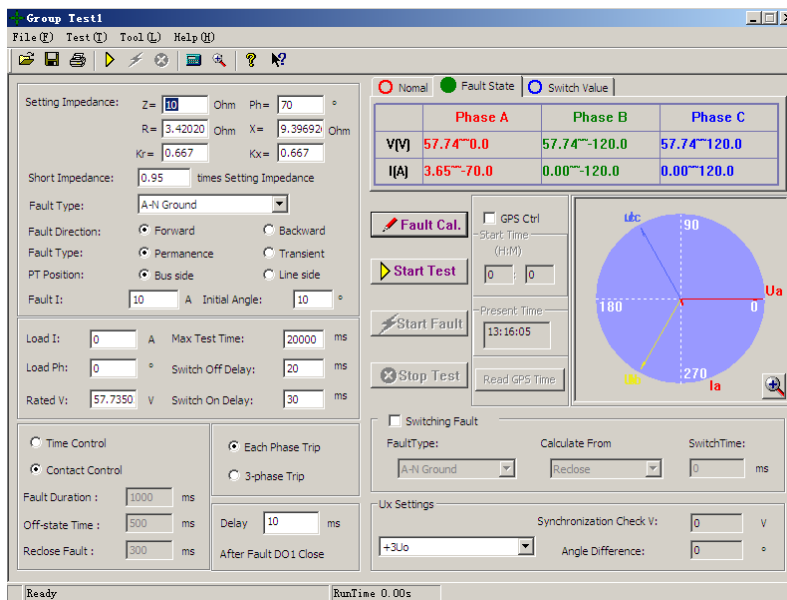 Group Test1
File(F) Test(T) Tool(L) Help(H)
Setting Impedance: Z= 10 Ohm Ph= 70 °
R= 3.42020 Ohm X= 9.3969 Ohm
Kr= 0.667 Kx= 0.667
Short Impedance: 0.95 times Setting Impedance
Fault Type: A-N Ground
Fault Direction: Forward Backward
Fault Type: Permanence Transient
PT Position: Bus side Line side
Fault I: 10 A Initial Angle: 10 °
Load I: 0 A Max Test Time: 20000 ms
Load Ph: 0 ° Switch Off Delay: 20 ms
Rated V: 57.7350 V Switch On Delay: 30 ms
Time Control
Contact Control
Fault Duration : 1000 ms
Off-state Time : 500 ms
Reclose Fault : 300 ms
Each Phase Trip
3-phase Trip
Delay 10 ms
After Fault DO1 Close
Nomal Fault State Switch Value
Phase A Phase B Phase C
V(V) 57.74~~0.0 57.74~~-120.0 57.74~~120.0
I(A) 3.65~~-70.0 0.00~~-120.0 0.00~~120.0
Fault Cal.
Start Test
Start Fault
Stop Test
GPS Ctrl
Start Time
(H:M)
0 : 0
Present Time
13:16:05
Read GPS Time
90
180
0
Ua
270
Ia
Switching Fault
FaultType: Calculate From SwitchTime:
A-N Ground Reclose 0 ms
Ux Settings
Synchronization Check V: 0 V
+3Uo Angle Difference: 0 °
Ready RunTime 0.00s